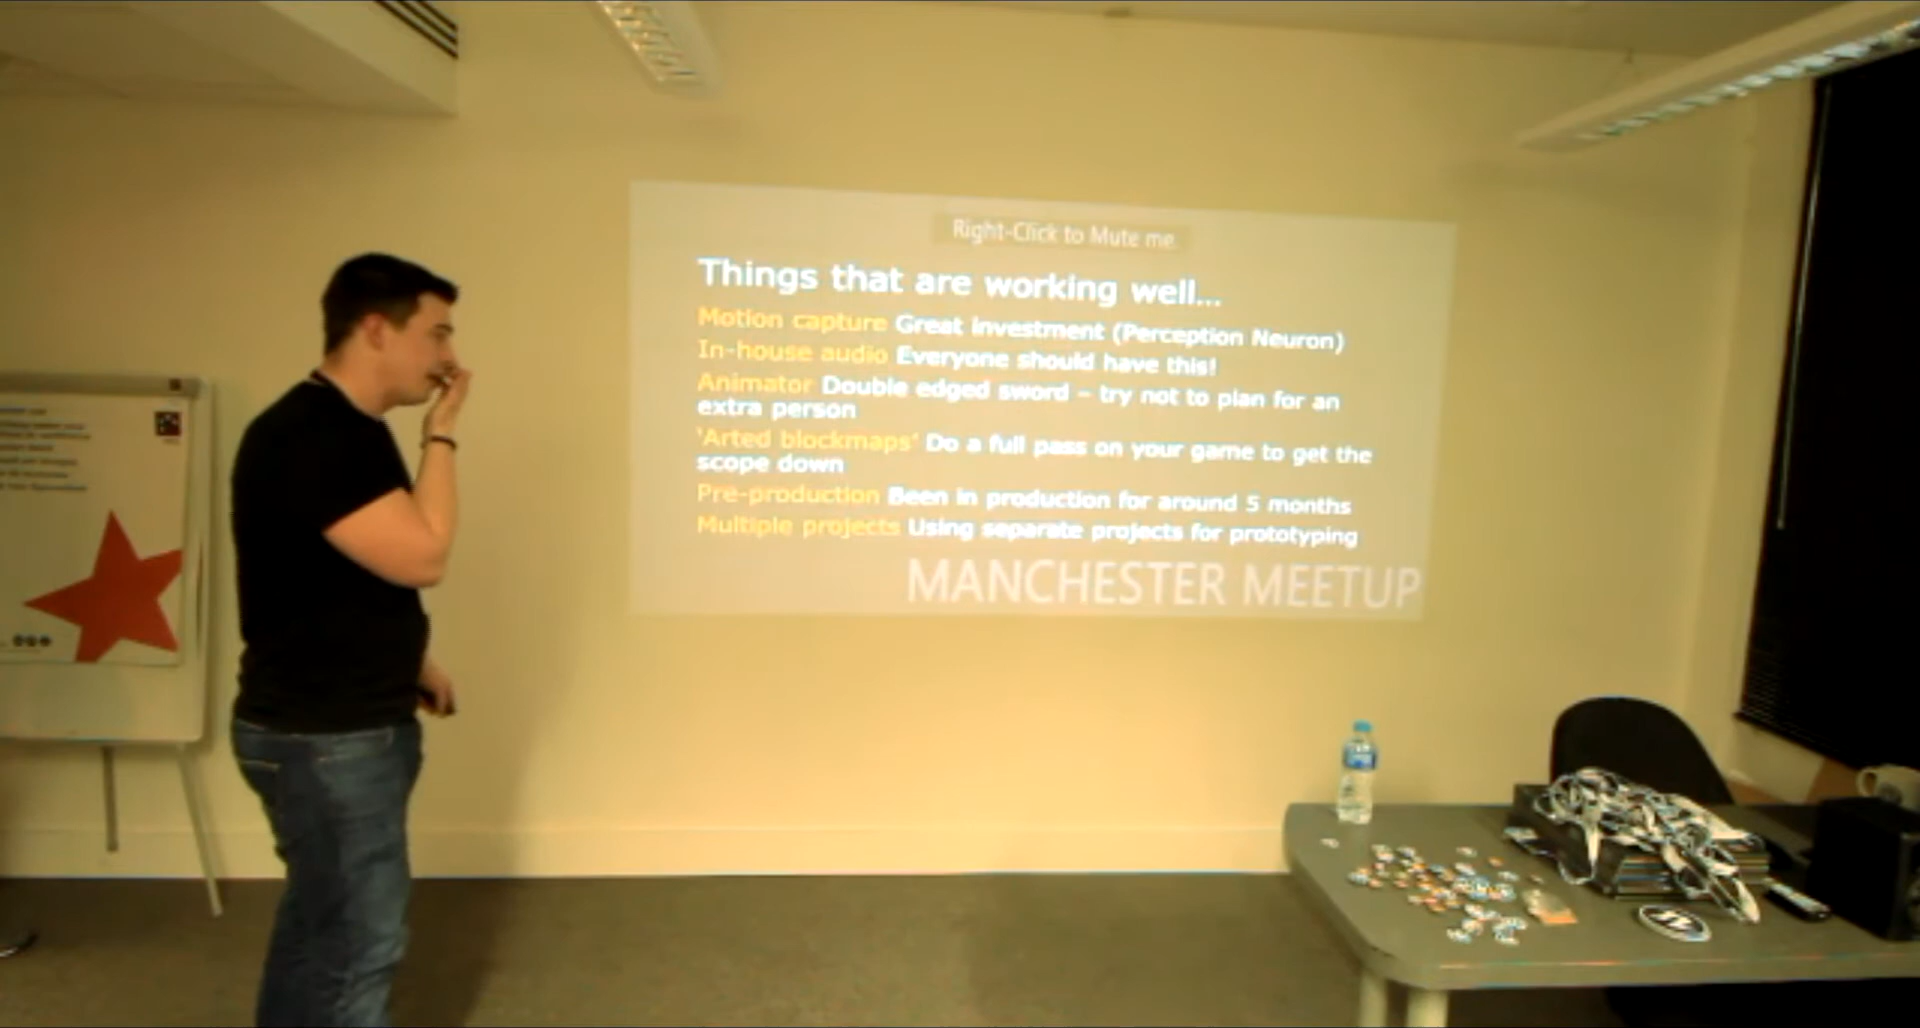 Right-Click to Mute me
Things that are working well...
Motion capture Great investment (Perception Neuron)
In-house audio Everyone should have this!
Animator Double edged sword – try not to plan for an
extra person
'Arted blockmaps' Do a full pass on your game to get the
scope down
Pre-production Been in production for around 5 months
Multiple projects Using separate projects for prototyping
MANCHESTER MEETUP